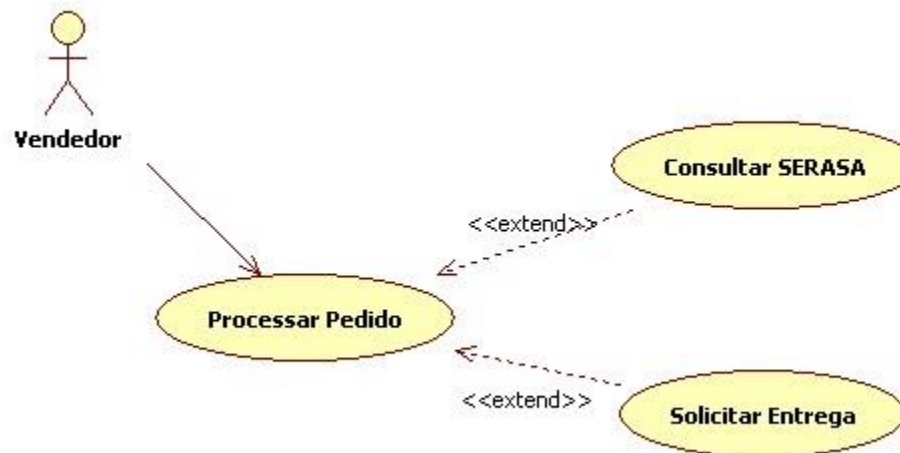 Vendedor
Consultar SERASA
<<extend>>
Processar Pedido
<<extend>>
Solicitar Entrega